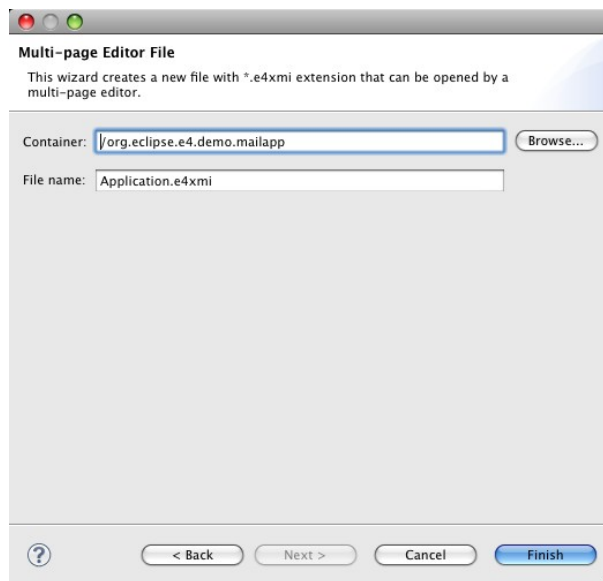 Multi-page Editor File
This wizard creates a new file with *.e4xmi extension that can be opened by a
multi-page editor.
Container: /org.eclipse.e4.demo.mailapp Browse...
File name: Application.e4xmi
? < Back Next > Cancel Finish